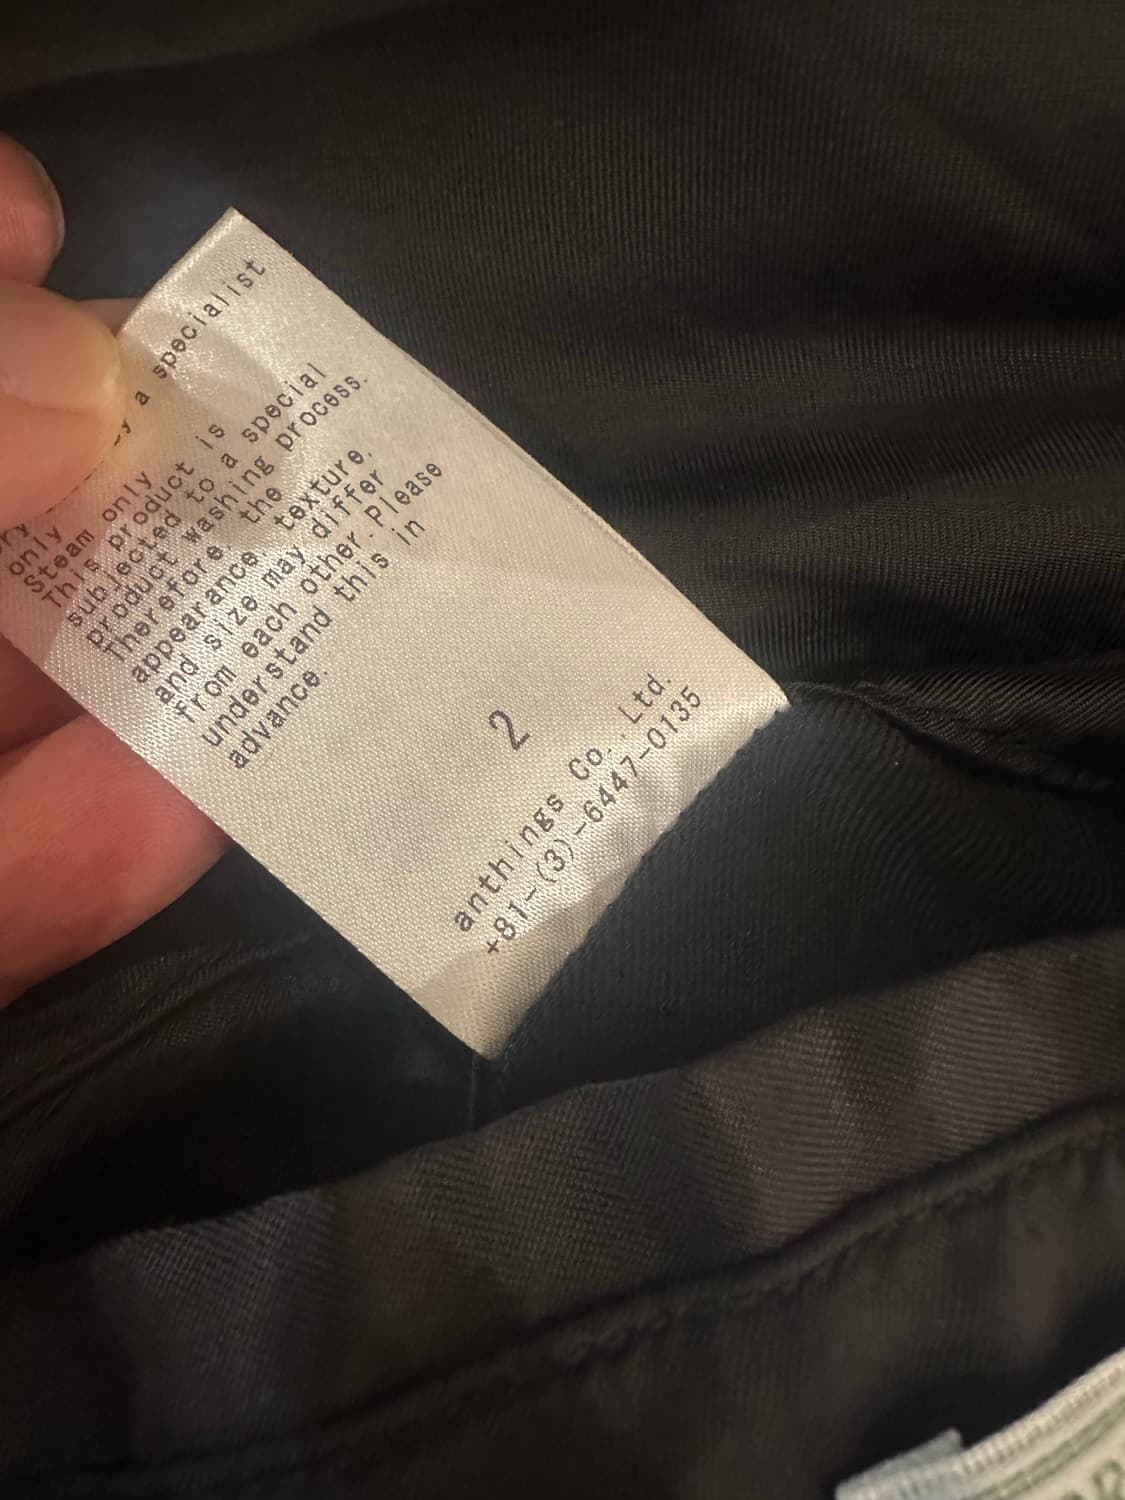 a specialist
only
Steam only
This product is
subjected to a special
product washing process.
Therefore, the
appearance, texture,
and size may differ
from each other. Please
understand this in
advance.
2
anthings Co., Ltd.
+81-(3)-6447-0135